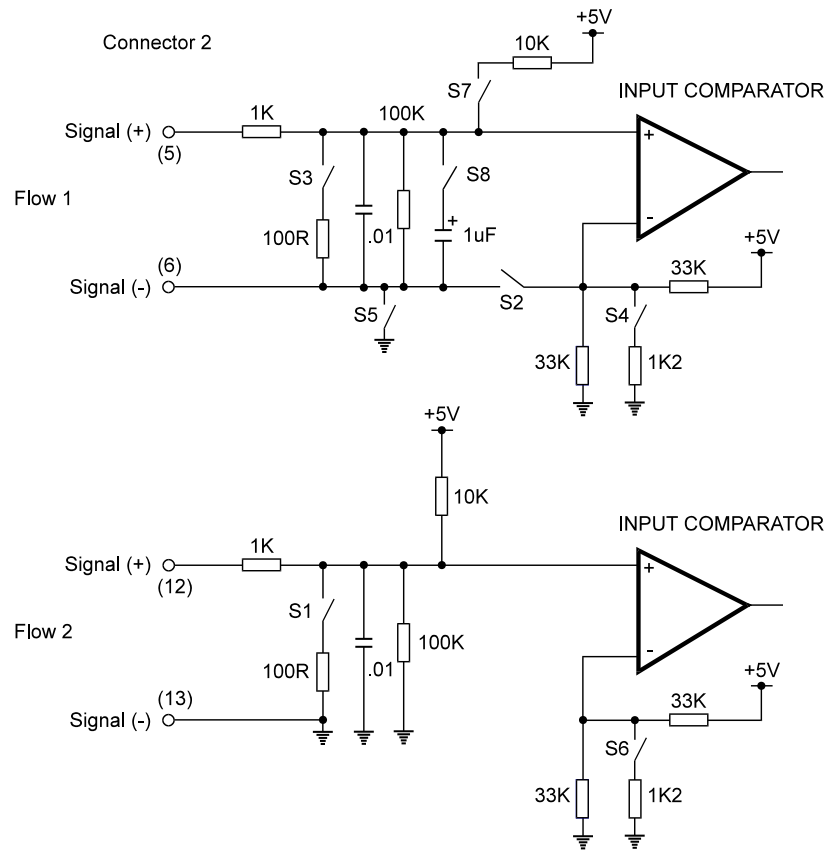 Connector 2
+5V
10K
S7
INPUT COMPARATOR
1K
100K
Signal (+)
(5)
+
S3
S8
Flow 1
+
100R
.01
1uF
-
+5V
(6)
Signal (-)
33K
S5
S2
S4
33K
1K2
+5V
10K
INPUT COMPARATOR
1K
Signal (+)
(12)
+
S1
Flow 2
100K
100R
.01
-
+5V
(13)
Signal (-)
33K
S6
33K
1K2